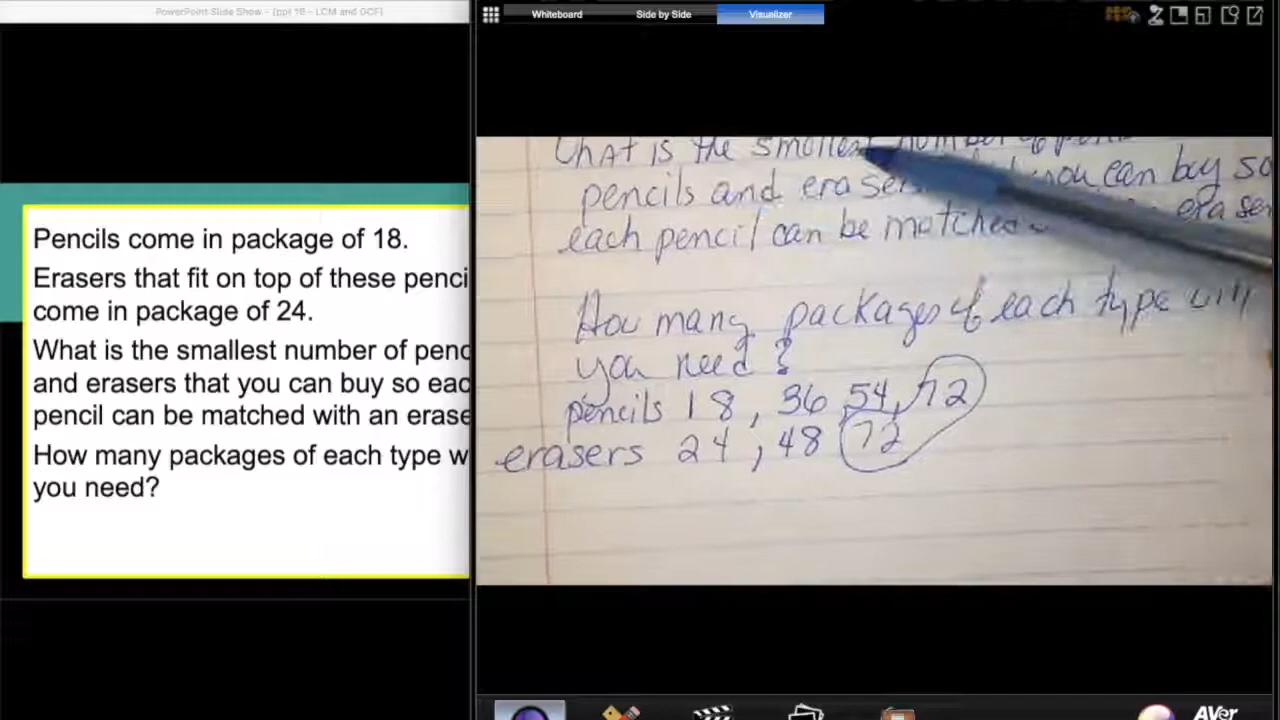 PowerPoint Slide Show - [ppt 16 - LCM and GCF]
Whiteboard
Side by Side
Visualizer
Pencils come in package of 18.
Erasers that fit on top of these penci
come in package of 24.
What is the smallest number of penc
and erasers that you can buy so eac
pencil can be matched with an erase
How many packages of each type w
you need?
What is the smallest number of
pencils and erasers you can buy so
each pencil can be matched eraser
How many packages of each type will
you need?
pencils 18, 36 54, 72
erasers 24, 48 72
AVer